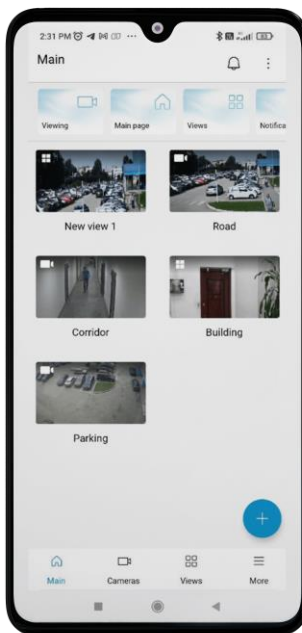 2:31 PM
Main
Viewing
Main page
Views
Notifica
New view 1
Road
Corridor
Building
Parking
Main
Cameras
Views
More